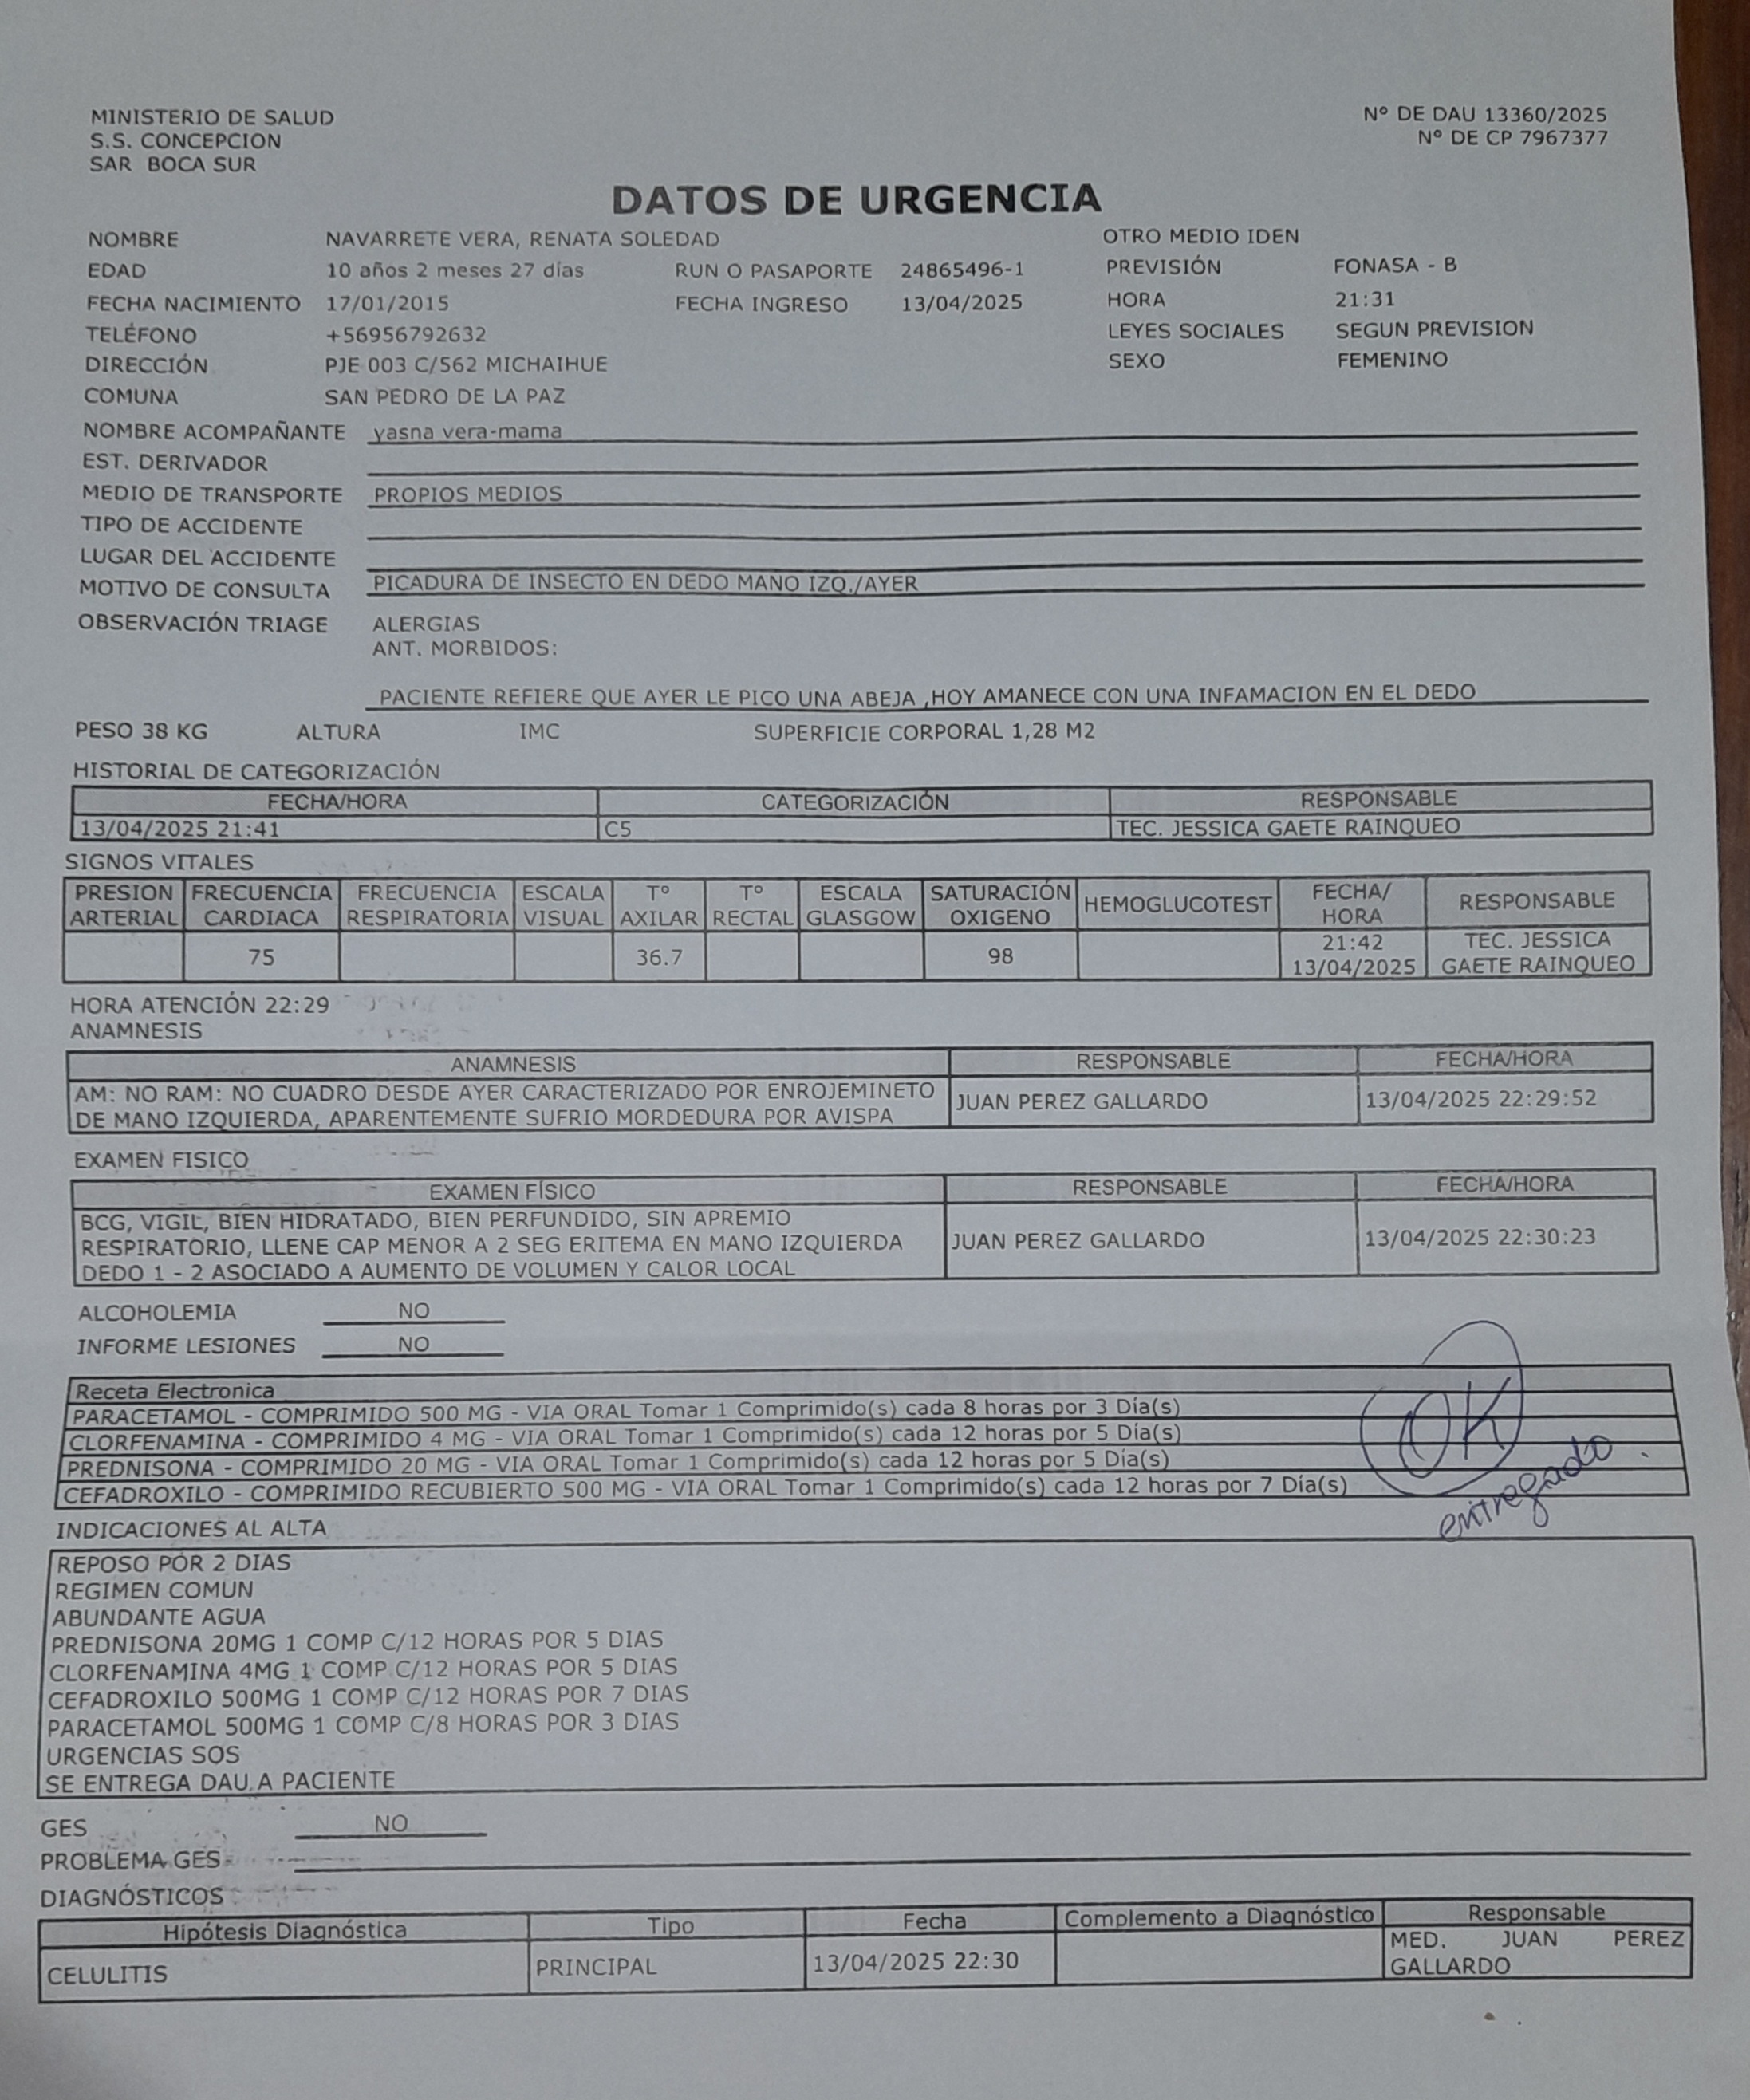 MINISTERIO DE SALUD
S.S. CONCEPCION
SAR BOCA SUR
Nº DE DAU 13360/2025
Nº DE CP 7967377
DATOS DE URGENCIA
NOMBRE NAVARRETE VERA, RENATA SOLEDAD OTRO MEDIO IDEN
EDAD 10 años 2 meses 27 días RUN O PASAPORTE 24865496-1 PREVISIÓN FONASA - B
FECHA NACIMIENTO 17/01/2015 FECHA INGRESO 13/04/2025 HORA 21:31
TELÉFONO +56956792632 LEYES SOCIALES SEGUN PREVISION
DIRECCIÓN PJE 003 C/562 MICHAIHUE SEXO FEMENINO
COMUNA SAN PEDRO DE LA PAZ
NOMBRE ACOMPAÑANTE yasna vera-mama
EST. DERIVADOR
MEDIO DE TRANSPORTE PROPIOS MEDIOS
TIPO DE ACCIDENTE
LUGAR DEL ACCIDENTE
MOTIVO DE CONSULTA PICADURA DE INSECTO EN DEDO MANO IZQ./AYER
OBSERVACIÓN TRIAGE ALERGIAS
ANT. MORBIDOS:
PACIENTE REFIERE QUE AYER LE PICO UNA ABEJA ,HOY AMANECE CON UNA INFAMACION EN EL DEDO
PESO 38 KG ALTURA IMC SUPERFICIE CORPORAL 1,28 M2
HISTORIAL DE CATEGORIZACIÓN
FECHA/HORA CATEGORIZACIÓN RESPONSABLE
13/04/2025 21:41 C5 TEC. JESSICA GAETE RAINQUEO
SIGNOS VITALES
PRESION ARTERIAL FRECUENCIA CARDIACA FRECUENCIA RESPIRATORIA ESCALA VISUAL Tº AXILAR Tº RECTAL ESCALA GLASGOW SATURACIÓN OXIGENO HEMOGLUCOTEST FECHA/ HORA RESPONSABLE
75 36.7 98 21:42 13/04/2025 TEC. JESSICA GAETE RAINQUEO
HORA ATENCIÓN 22:29
ANAMNESIS
ANAMNESIS RESPONSABLE FECHA/HORA
AM: NO RAM: NO CUADRO DESDE AYER CARACTERIZADO POR ENROJEMINETO
DE MANO IZQUIERDA, APARENTEMENTE SUFRIO MORDEDURA POR AVISPA
JUAN PEREZ GALLARDO 13/04/2025 22:29:52
EXAMEN FISICO
EXAMEN FÍSICO RESPONSABLE FECHA/HORA
BCG, VIGIL, BIEN HIDRATADO, BIEN PERFUNDIDO, SIN APREMIO
RESPIRATORIO, LLENE CAP MENOR A 2 SEG ERITEMA EN MANO IZQUIERDA
DEDO 1 - 2 ASOCIADO A AUMENTO DE VOLUMEN Y CALOR LOCAL
JUAN PEREZ GALLARDO 13/04/2025 22:30:23
ALCOHOLEMIA NO
INFORME LESIONES NO
Receta Electronica
PARACETAMOL - COMPRIMIDO 500 MG - VIA ORAL Tomar 1 Comprimido(s) cada 8 horas por 3 Día(s)
CLORFENAMINA - COMPRIMIDO 4 MG - VIA ORAL Tomar 1 Comprimido(s) cada 12 horas por 5 Día(s)
PREDNISONA - COMPRIMIDO 20 MG - VIA ORAL Tomar 1 Comprimido(s) cada 12 horas por 5 Día(s)
CEFADROXILO - COMPRIMIDO RECUBIERTO 500 MG - VIA ORAL Tomar 1 Comprimido(s) cada 12 horas por 7 Día(s)
OK
entregado
INDICACIONES AL ALTA
REPOSO POR 2 DIAS
REGIMEN COMUN
ABUNDANTE AGUA
PREDNISONA 20MG 1 COMP C/12 HORAS POR 5 DIAS
CLORFENAMINA 4MG 1 COMP C/12 HORAS POR 5 DIAS
CEFADROXILO 500MG 1 COMP C/12 HORAS POR 7 DIAS
PARACETAMOL 500MG 1 COMP C/8 HORAS POR 3 DIAS
URGENCIAS SOS
SE ENTREGA DAU A PACIENTE
GES NO
PROBLEMA GES
DIAGNÓSTICOS
Hipótesis Diagnóstica Tipo Fecha Complemento a Diagnóstico Responsable
CELULITIS PRINCIPAL 13/04/2025 22:30 MED. JUAN PEREZ GALLARDO